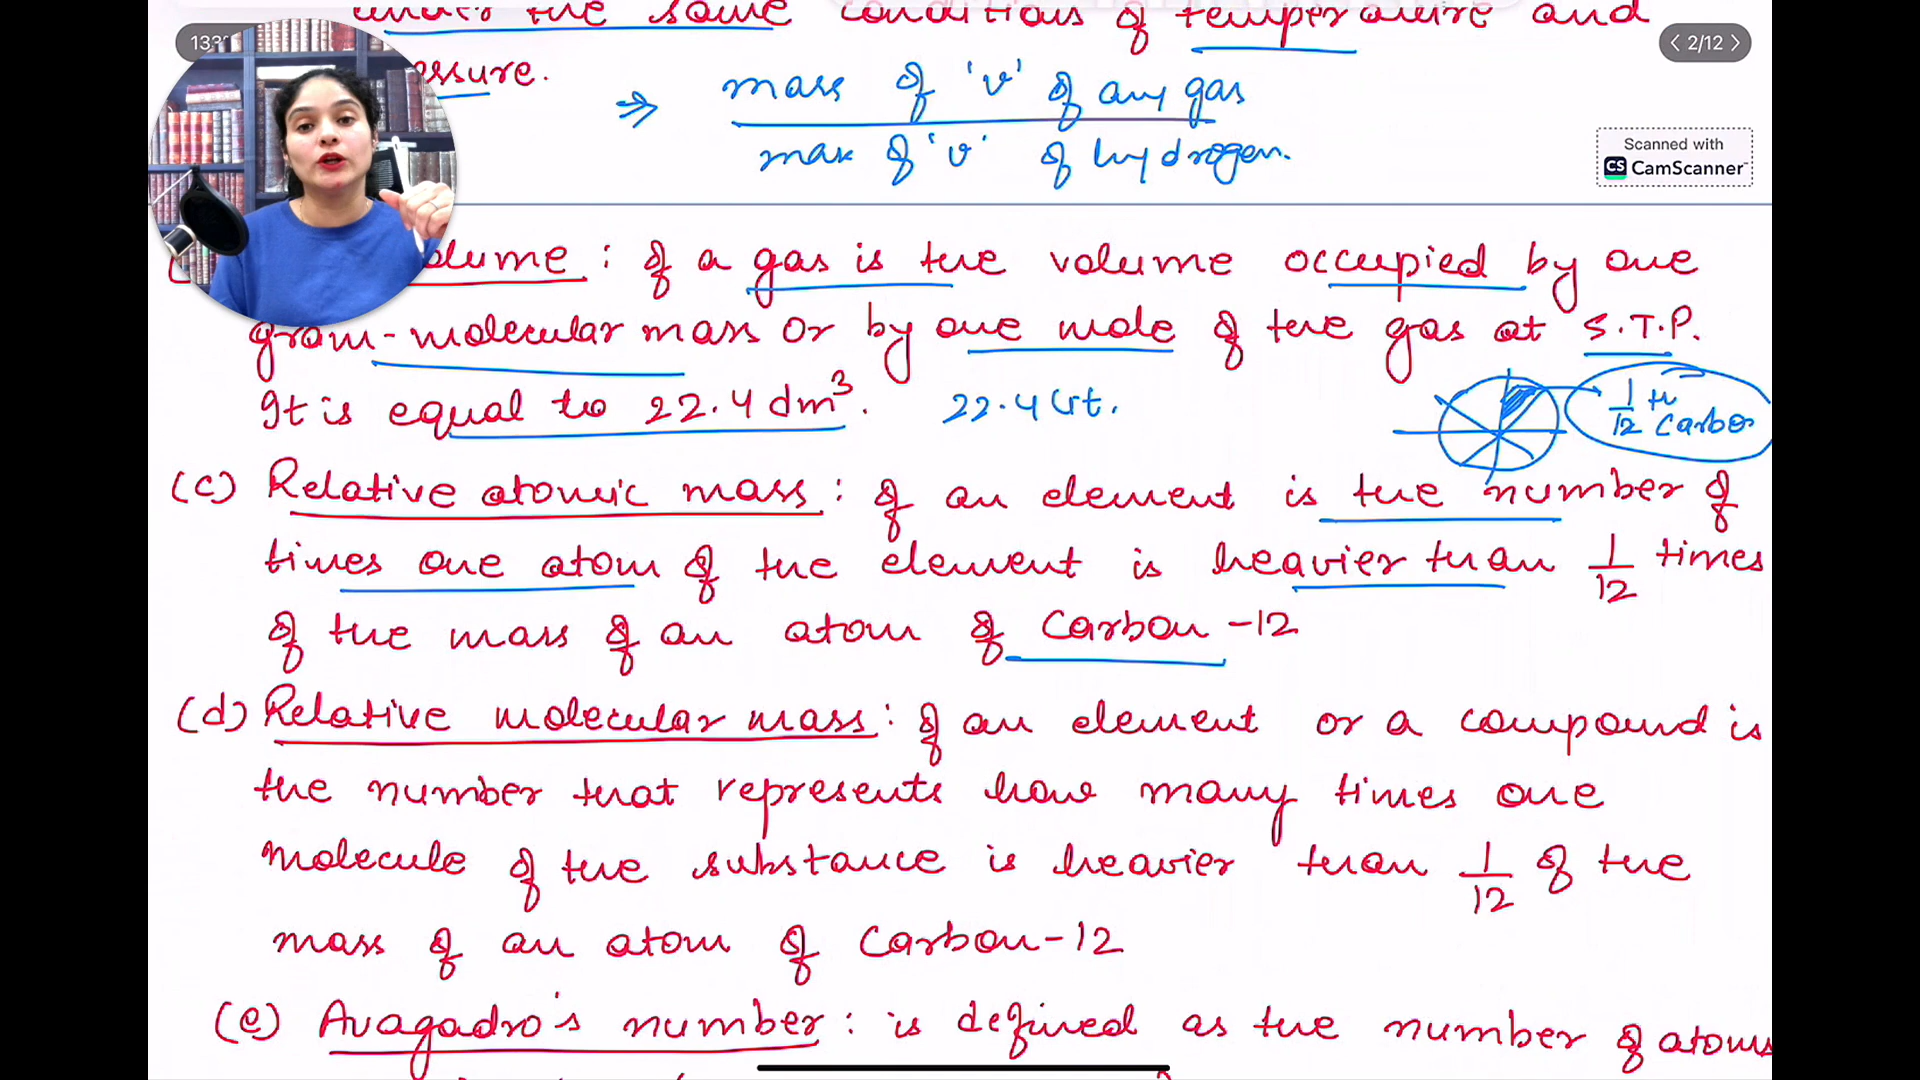 under the same conditions of temperature and
essure.
133
< 2/12 >
⇒ mass of 'v' of any gas
mass of 'v' of hydrogen.
Scanned with
CS CamScanner
olume : of a gas is the volume occupied by one
gram-molecular mass or by one mole of the gas at S.T.P.
It is equal to 22.4 dm³. 22.4 lit.
1/12 th
Carbon
(c) Relative atomic mass : of an element is the number of
times one atom of the element is heavier than 1/12 times
of the mass of an atom of Carbon -12
(d) Relative molecular mass : of an element or a compound is
the number that represents how many times one
molecule of the substance is heavier than 1/12 of the
mass of an atom of Carbon-12
(e) Avagadro's number : is defined as the number of atoms